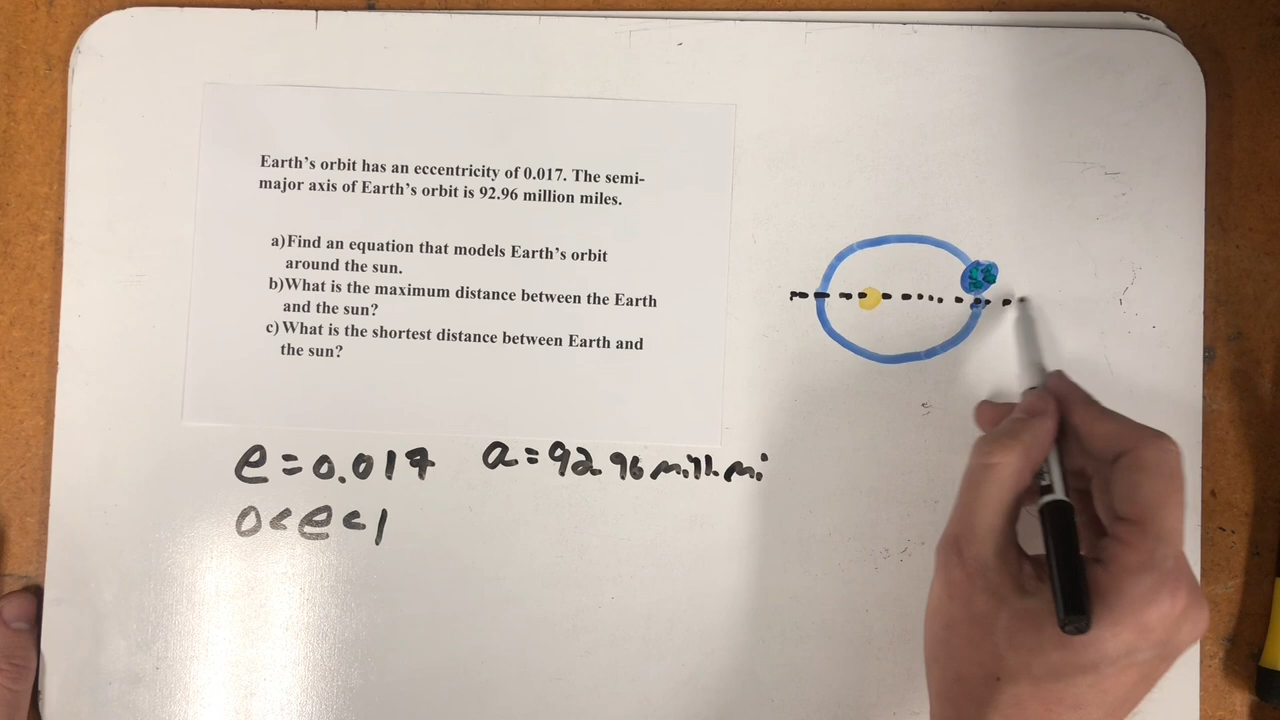 Earth's orbit has an eccentricity of 0.017. The semi-
major axis of Earth's orbit is 92.96 million miles.
a) Find an equation that models Earth's orbit
around the sun.
b) What is the maximum distance between the Earth
and the sun?
c) What is the shortest distance between Earth and
the sun?
e = 0.017 a = 92.96 mill. mi
0 < e < 1